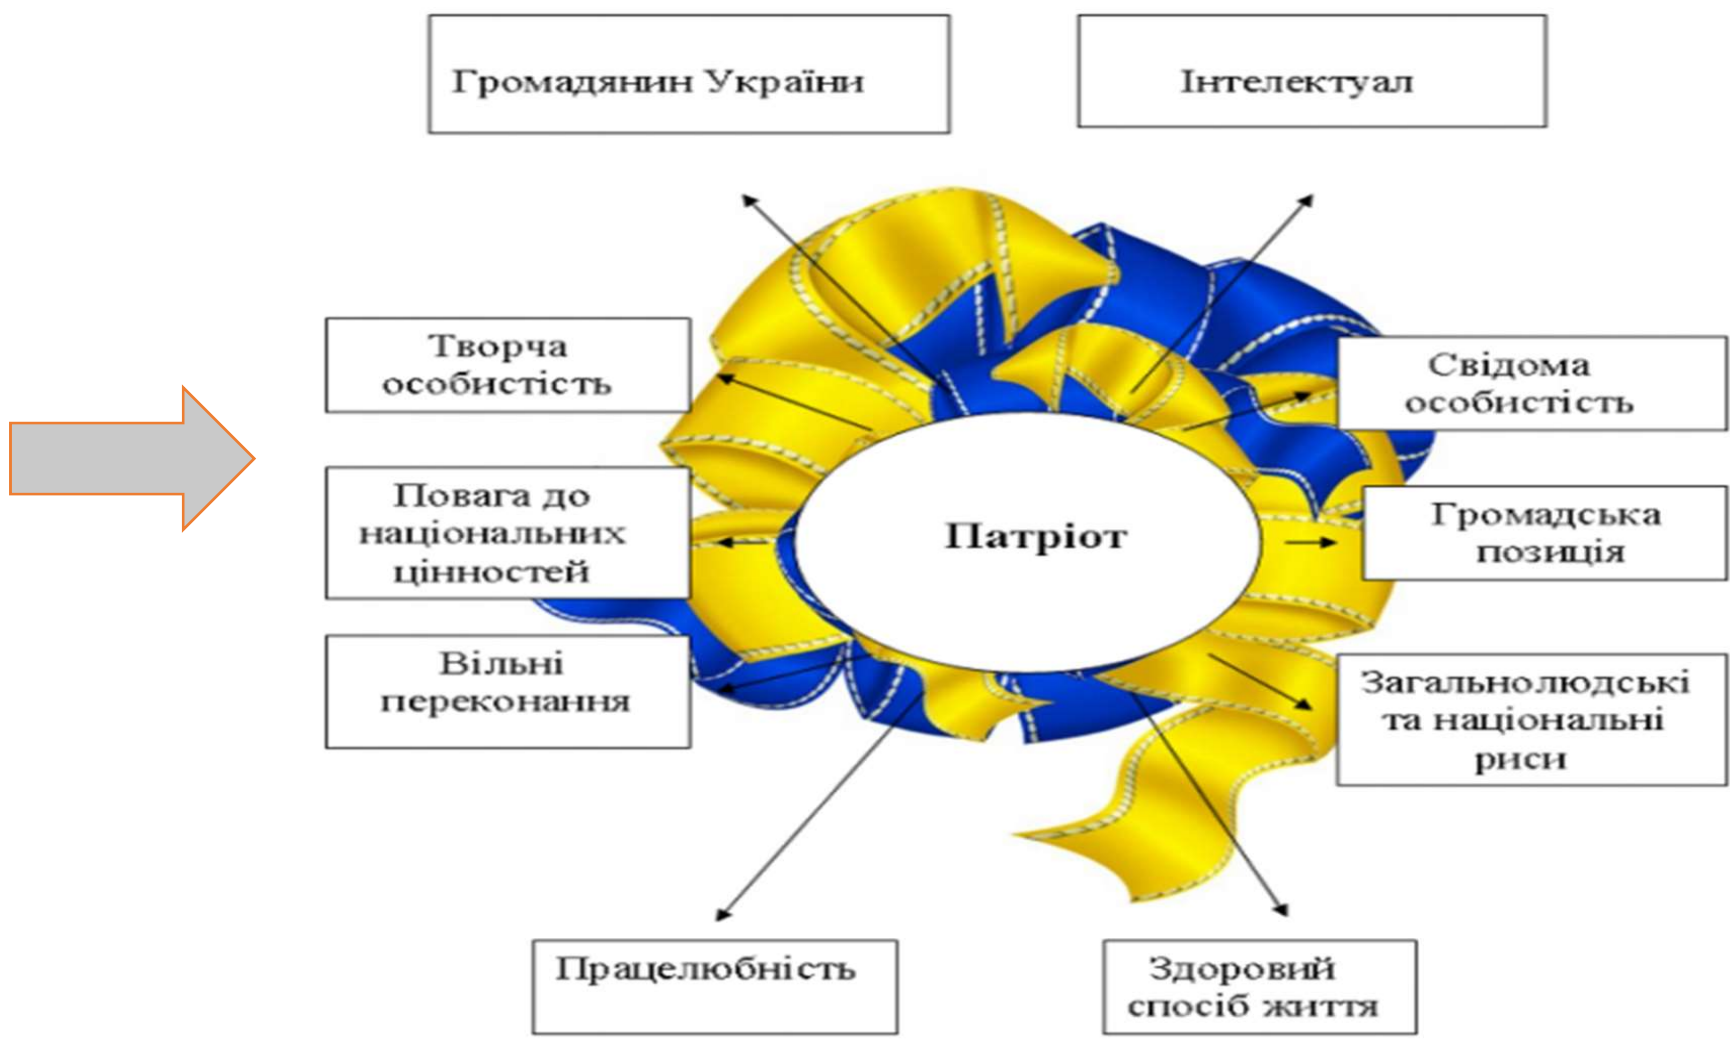 Громадянин України
Інтелектуал
Творча
особистість
Свідома
особистість
Повага до
національних
цінностей
Патріот
Громадська
позиція
Вільні
переконання
Загальнолюдські
та національні
риси
Працелюбність
Здоровий
спосіб життя